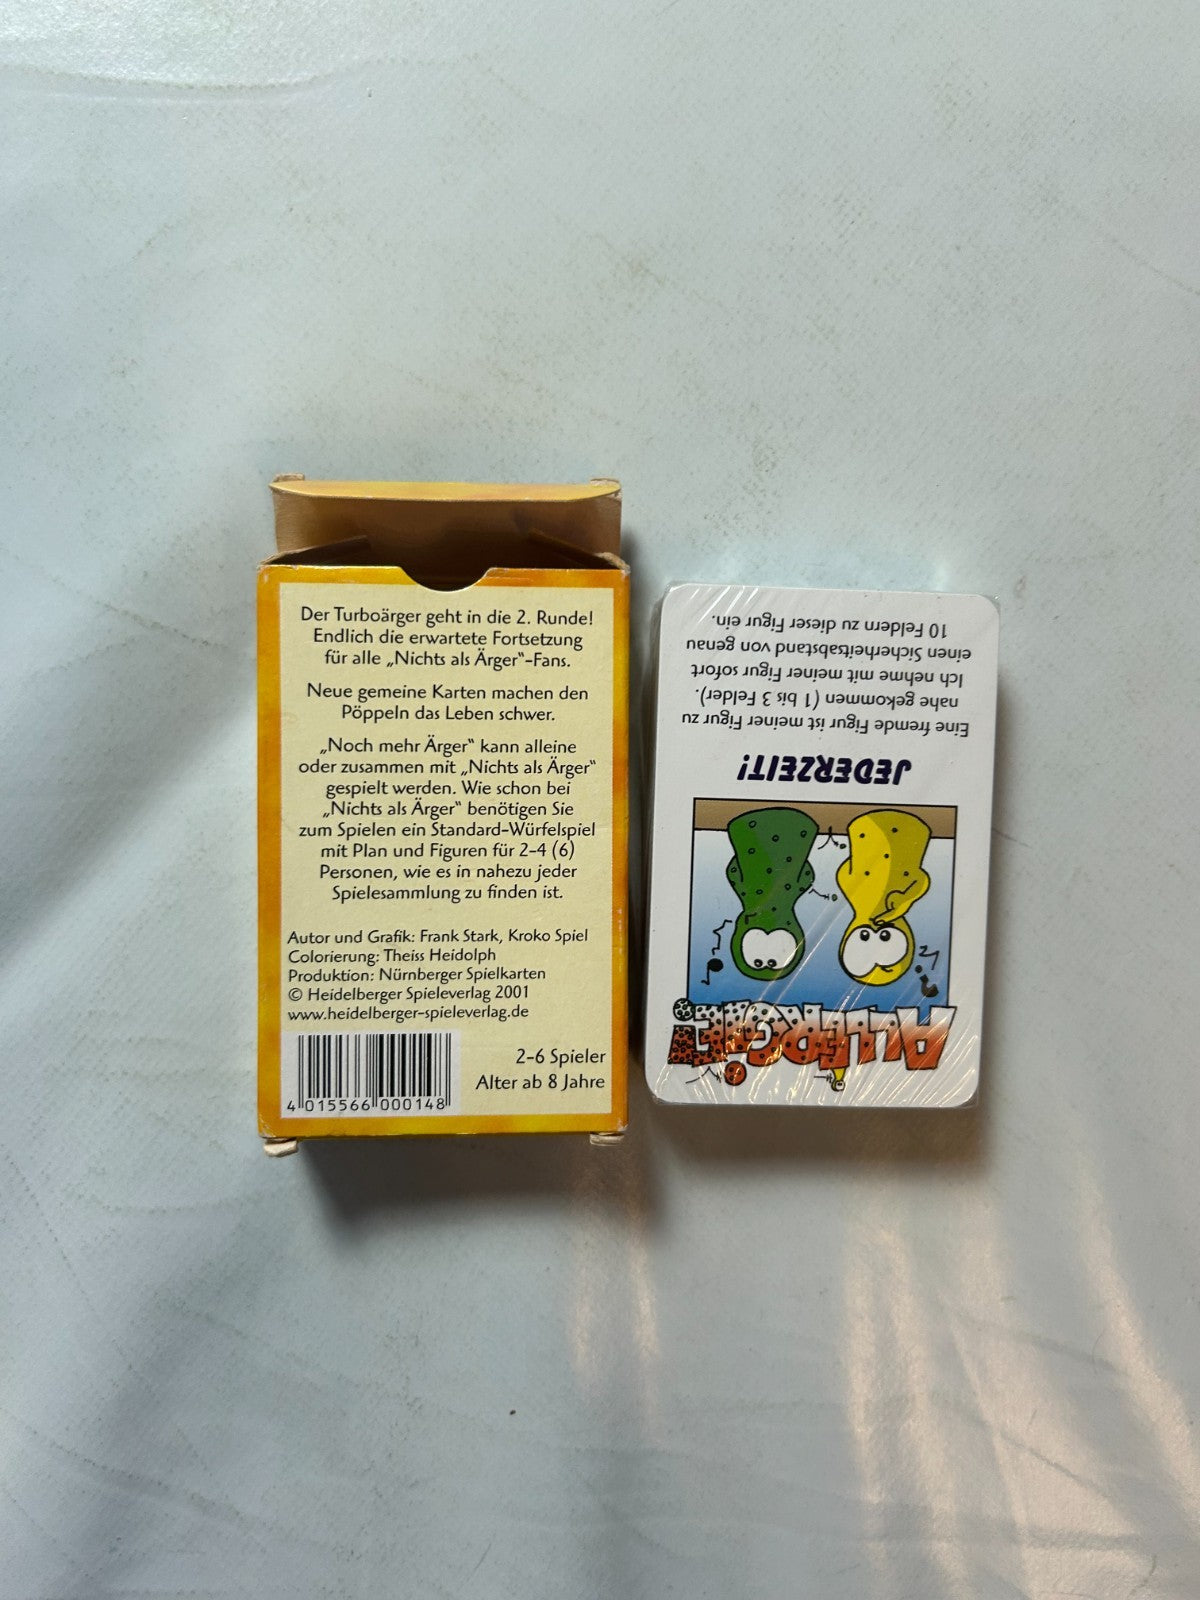 Der Turboärger geht in die 2. Runde!
Endlich die erwartete Fortsetzung
für alle „Nichts als Ärger“-Fans.
Neue gemeine Karten machen den
Pöppeln das Leben schwer.
„Noch mehr Ärger“ kann alleine
oder zusammen mit „Nichts als Ärger“
gespielt werden. Wie schon bei
„Nichts als Ärger“ benötigen Sie
zum Spielen ein Standard-Würfelspiel
mit Plan und Figuren für 2-4 (6)
Personen, wie es in nahezu jeder
Spielesammlung zu finden ist.
Autor und Grafik: Frank Stark, Kroko Spiel
Colorierung: Theiss Heidolph
Produktion: Nürnberger Spielkarten
© Heidelberger Spieleverlag 2001
www.heidelberger-spieleverlag.de
2-6 Spieler
Alter ab 8 Jahre
4 015566 000148
ALLERGIE!
JEDERZEIT!
Eine fremde Figur ist meiner Figur zu
nahe gekommen (1 bis 3 Felder).
Ich nehme mit meiner Figur sofort
einen Sicherheitsabstand von genau
10 Feldern zu dieser Figur ein.